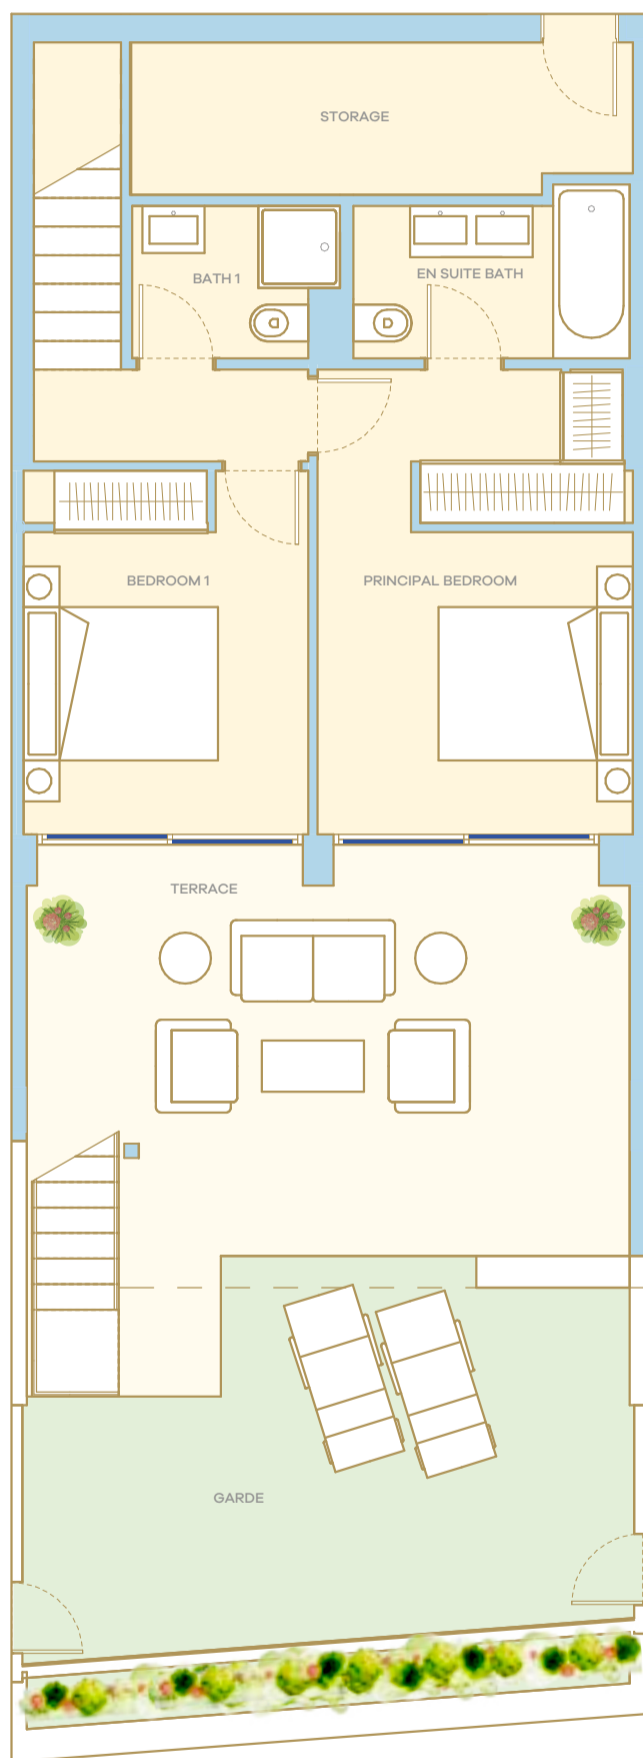 STORAGE
BATH 1
EN SUITE BATH
BEDROOM 1
PRINCIPAL BEDROOM
TERRACE
GARDE